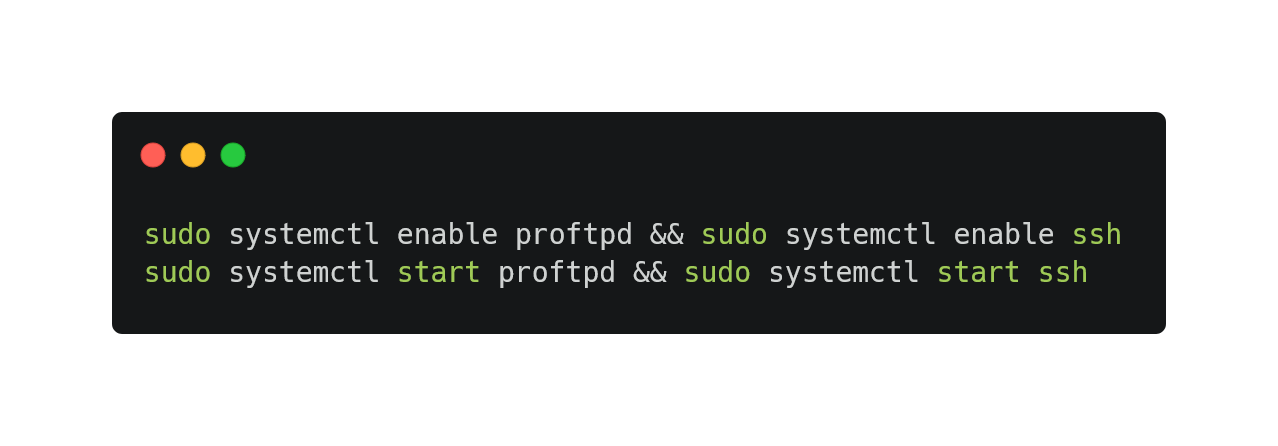 sudo systemctl enable proftpd && sudo systemctl enable ssh
sudo systemctl start proftpd && sudo systemctl start ssh